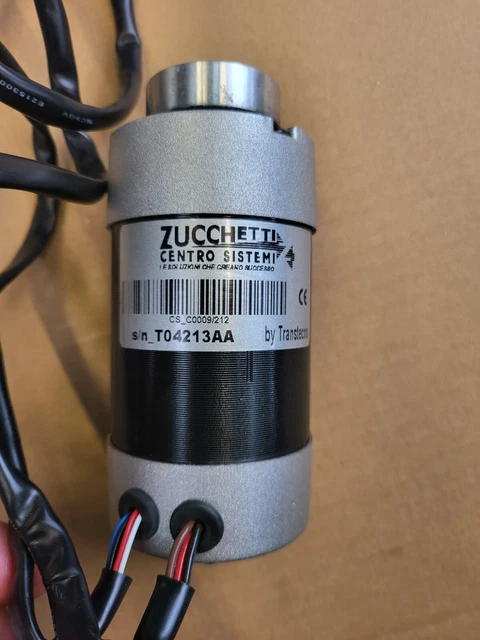 ZUCCHETTI
CENTRO SISTEMI
LE SOLUZIONI CHE CREANO SUCCESSO
CE
CS_C0009/212
s/n_T04213AA
by Transtecno